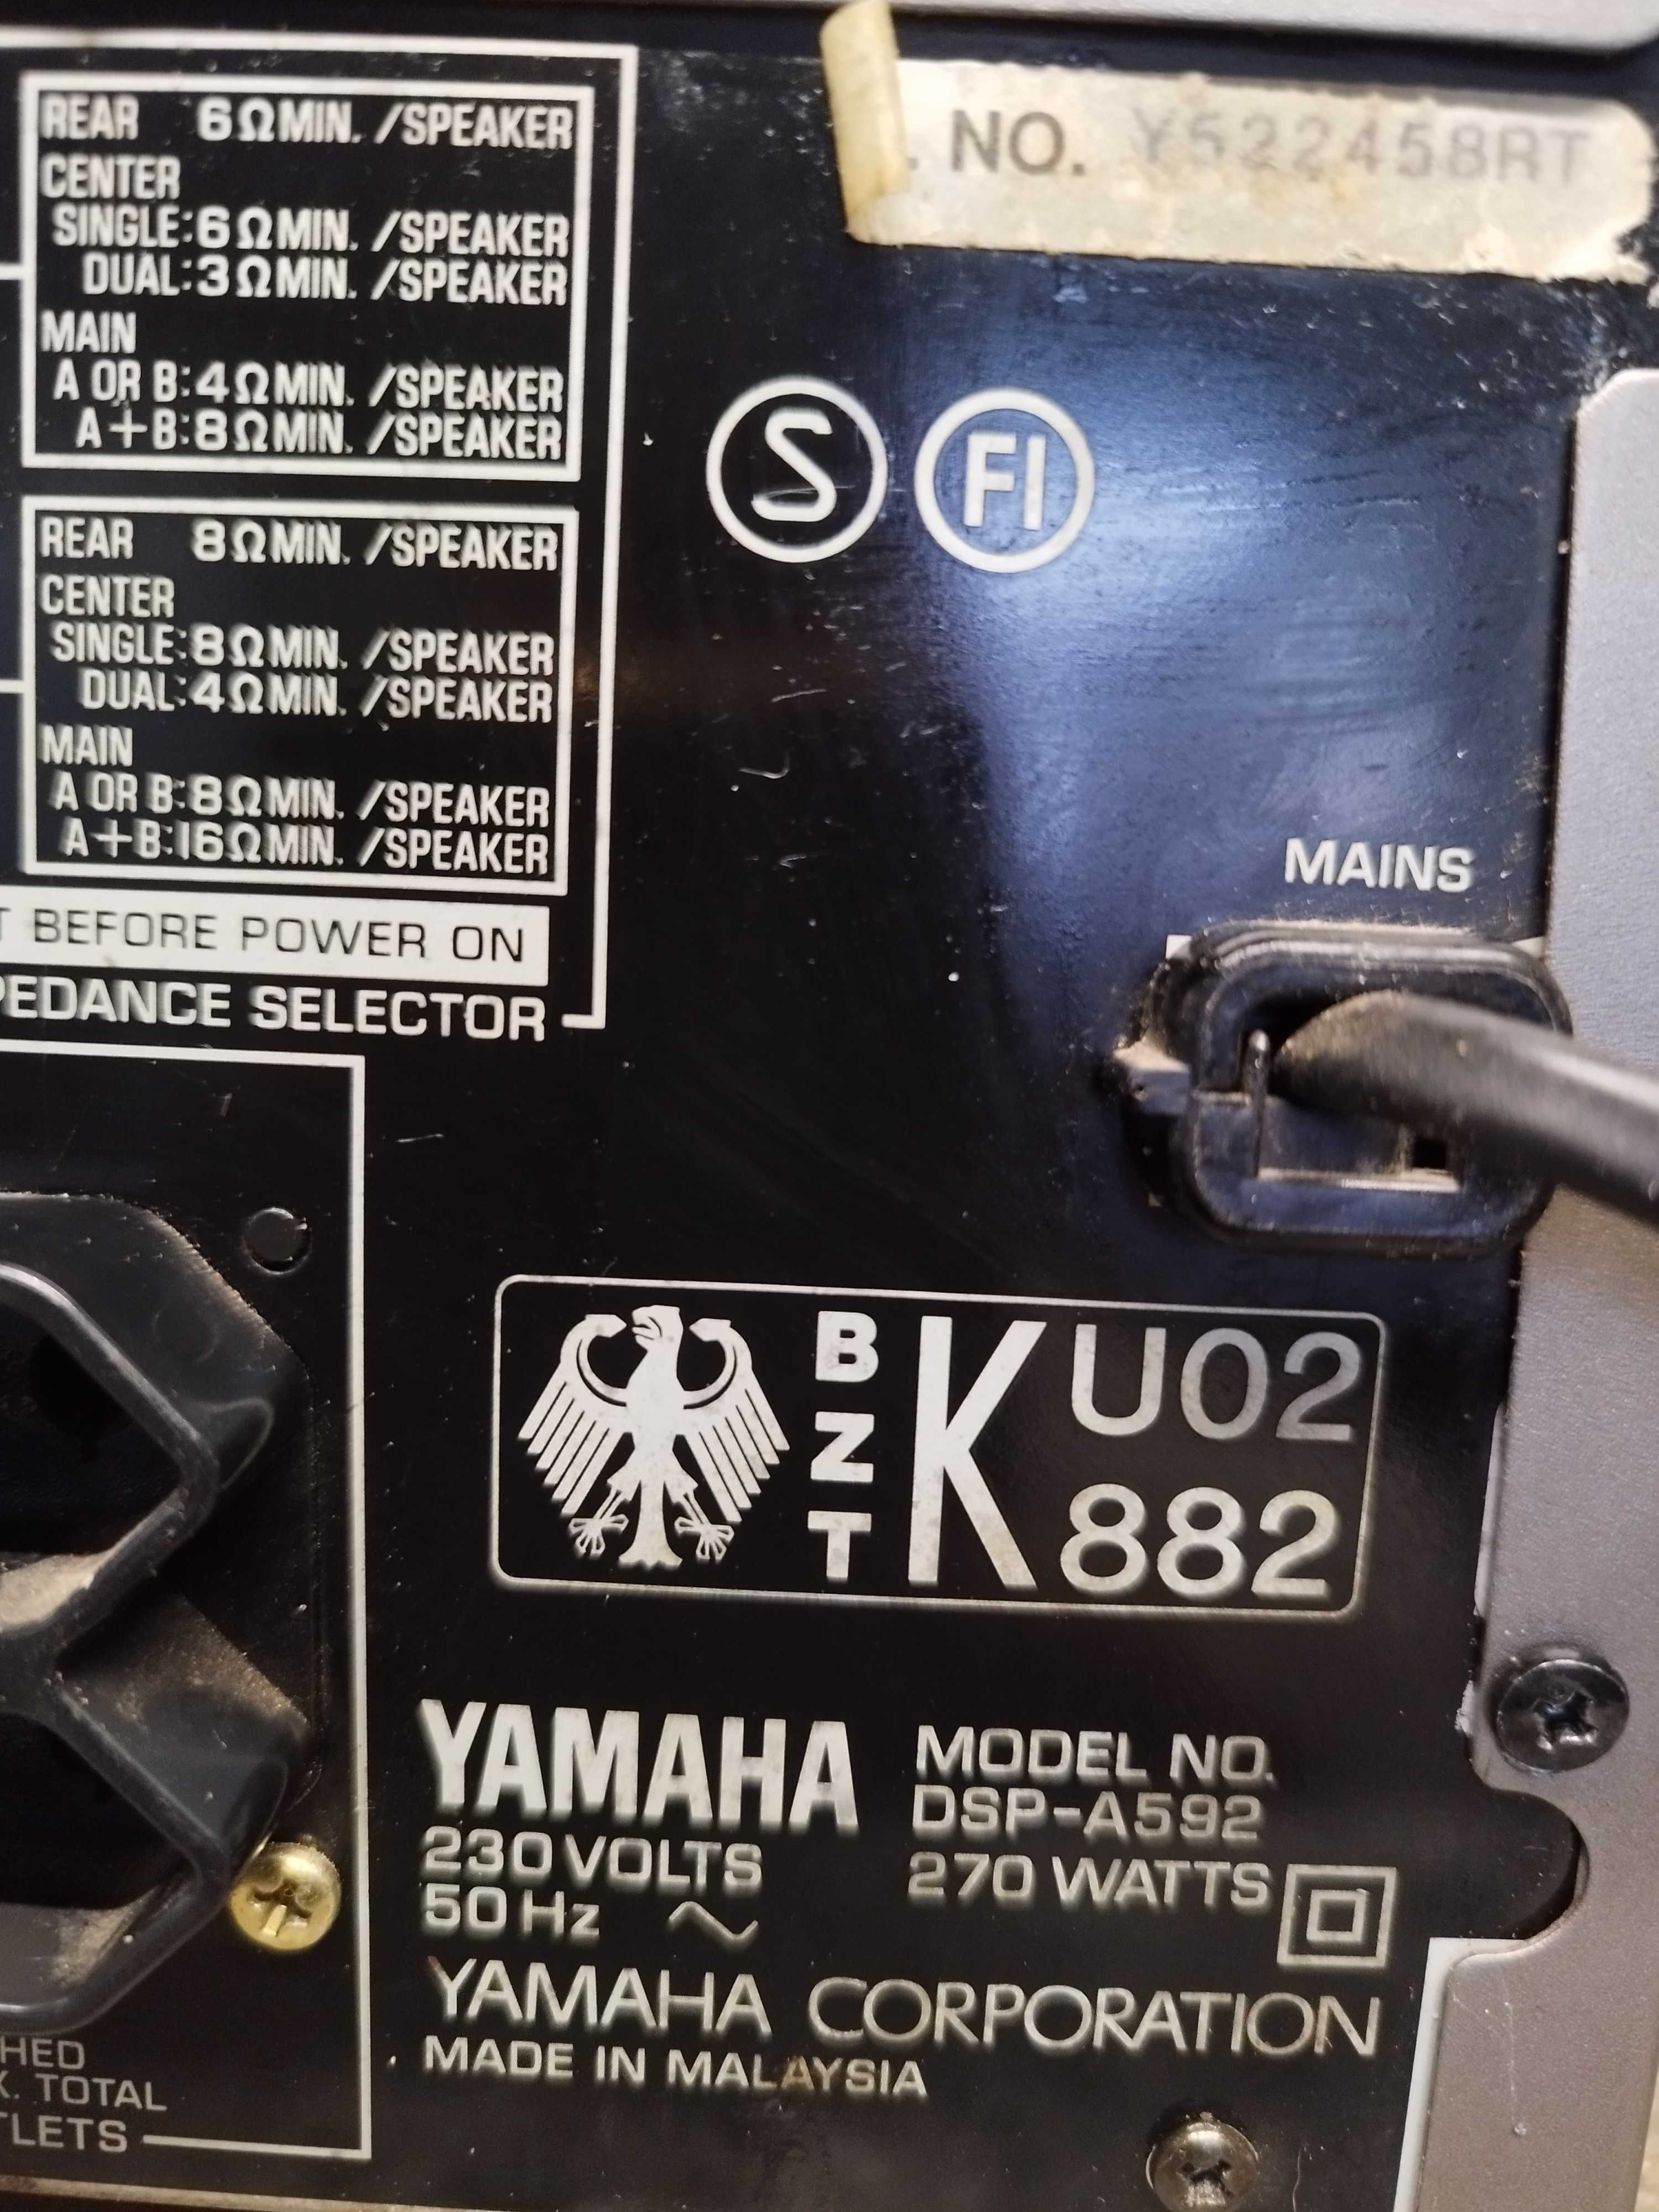 REAR 6ΩMIN. /SPEAKER
CENTER
SINGLE:6ΩMIN. /SPEAKER
DUAL:3ΩMIN. /SPEAKER
MAIN
A OR B:4ΩMIN. /SPEAKER
A+B:8ΩMIN. /SPEAKER
REAR 8ΩMIN. /SPEAKER
CENTER
SINGLE:8ΩMIN. /SPEAKER
DUAL:4ΩMIN. /SPEAKER
MAIN
A OR B:8ΩMIN. /SPEAKER
A+B:16ΩMIN. /SPEAKER
T BEFORE POWER ON
PEDANCE SELECTOR
. NO. Y522458RT
S FI
MAINS
BZT K U02
882
YAMAHA MODEL NO.
DSP-A592
230 VOLTS 270 WATTS
50 Hz ~
YAMAHA CORPORATION
MADE IN MALAYSIA
HED
X. TOTAL
TLETS